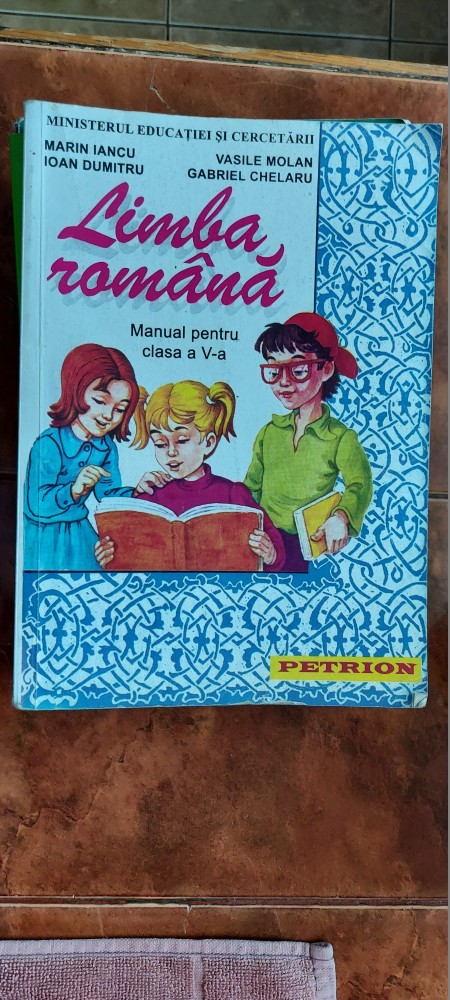 MINISTERUL EDUCAȚIEI ȘI CERCETĂRII
MARIN IANCU
IOAN DUMITRU
VASILE MOLAN
GABRIEL CHELARU
Limba
română
Manual pentru
clasa a V-a
PETRION